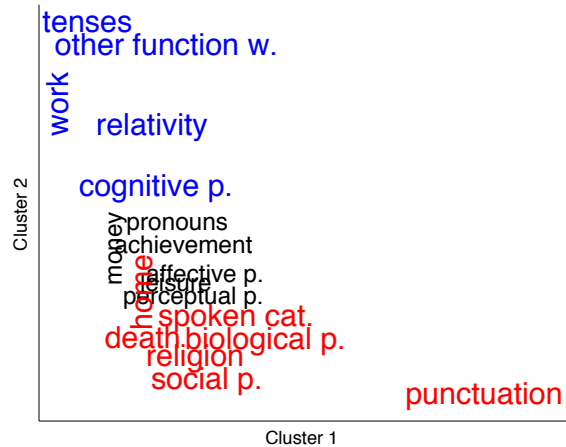 tenses
other function w.
work
relativity
cognitive p.
pronouns
money
achievement
home
affective p.
leisure
perceptual p.
spoken cat.
death
biological p.
religion
social p.
punctuation
Cluster 2
Cluster 1